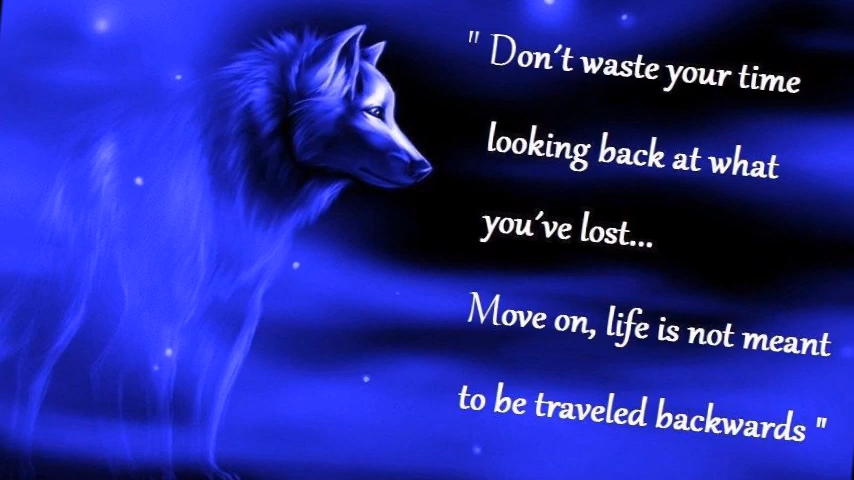 " Don´t waste your time
looking back at what
you´ve lost...
Move on, life is not meant
to be traveled backwards "